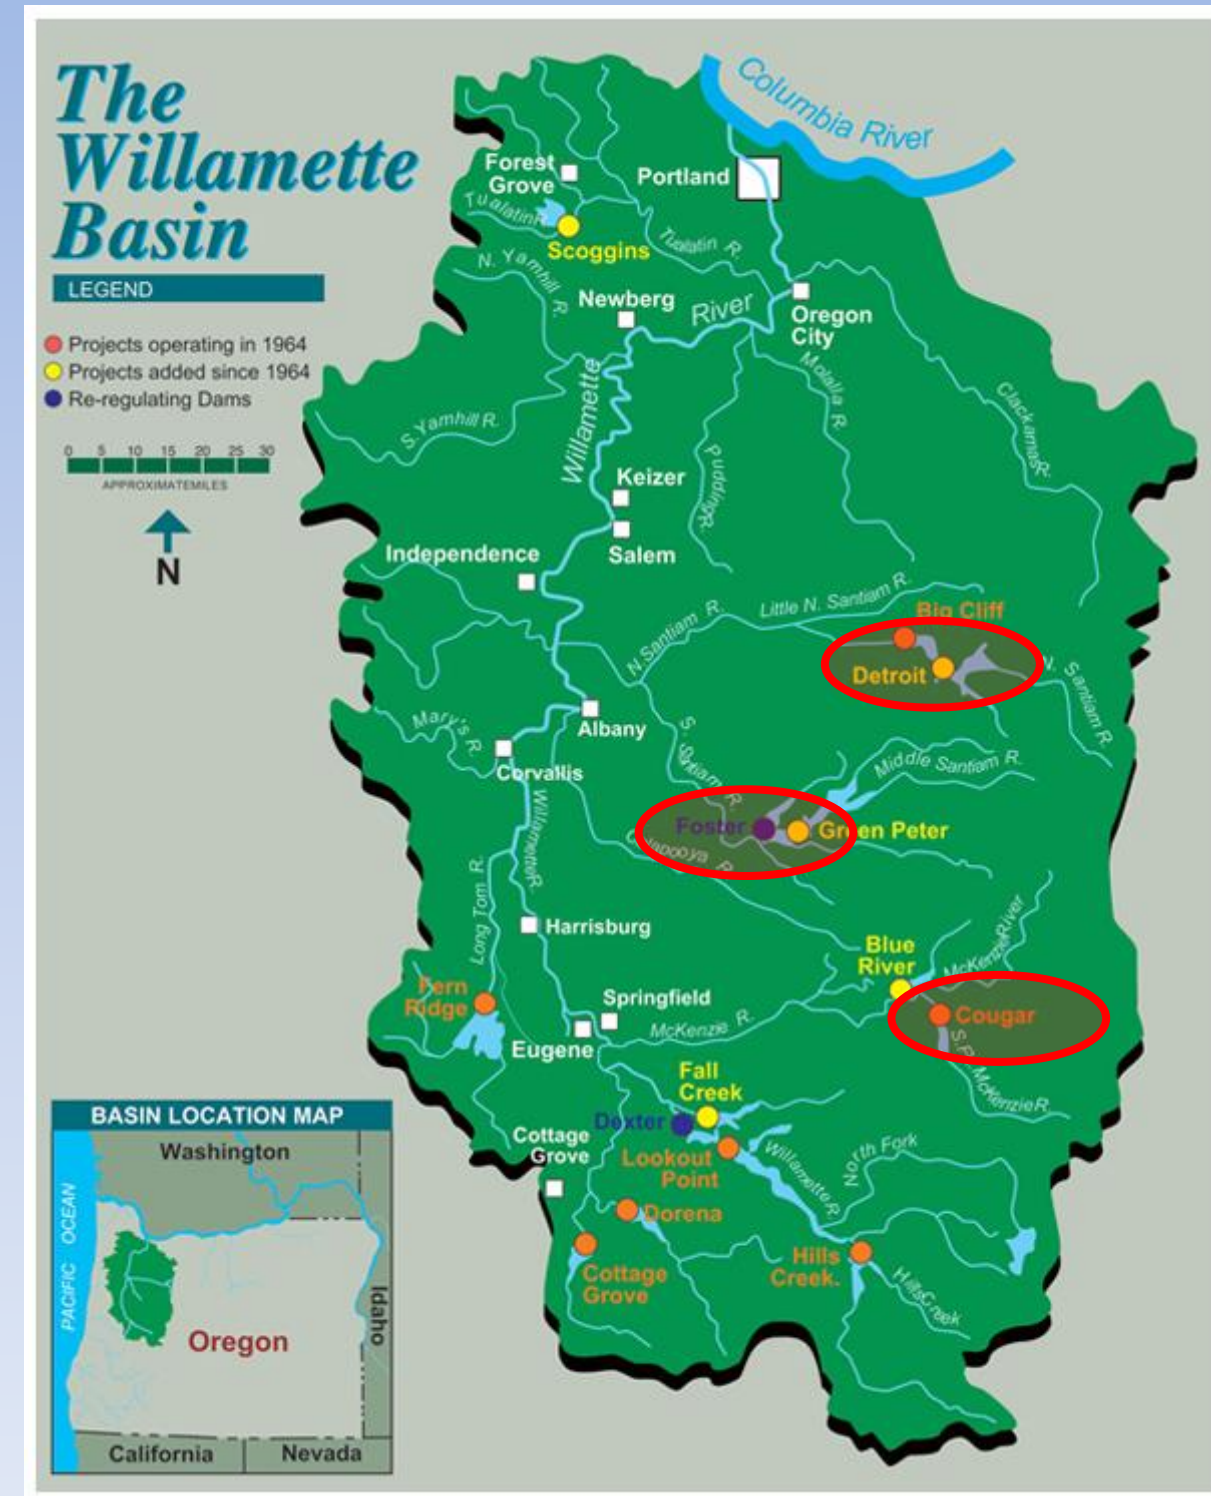 The
Willamette
Basin
LEGEND
Projects operating in 1964
Projects added since 1964
Re-regulating Dams
0 5 10 15 20 25 30
APPROXIMATEMILES
N
Columbia River
Forest
Grove
Portland
Tualatin R.
Scoggins
Tualatin R.
N. Yamhill R.
Newberg
River
Oregon
City
Willamette
Molalla R.
Clackamas R.
S. Yamhill R.
Pudding R.
Keizer
Salem
Independence
Little N. Santiam R.
Big Cliff
N. Santiam R.
Detroit
N. Santiam R.
Mary's R.
Albany
Corvallis
S. Santiam R.
Middle Santiam R.
Foster
Green Peter
Willamette R.
Calapooya R.
Long Tom R.
Harrisburg
Blue
River
McKenzie River
Fern
Ridge
Springfield
McKenzie R.
Cougar
Eugene
S. F. McKenzie R.
Fall
Creek
Dexter
Cottage
Grove
Lookout
Point
Willamette R.
North Fork
Dorena
Hills
Creek.
Hills Creek
Cottage
Grove
BASIN LOCATION MAP
Washington
PACIFIC OCEAN
Idaho
Oregon
California
Nevada